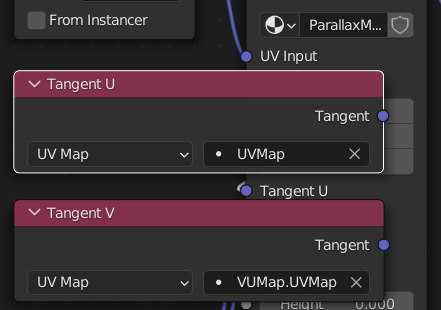 From Instancer
ParallaxM...
UV Input
Tangent U
Tangent
UV Map
UVMap
Tangent U
Tangent V
Tangent
UV Map
VUMap.UVMap
Height 0.000